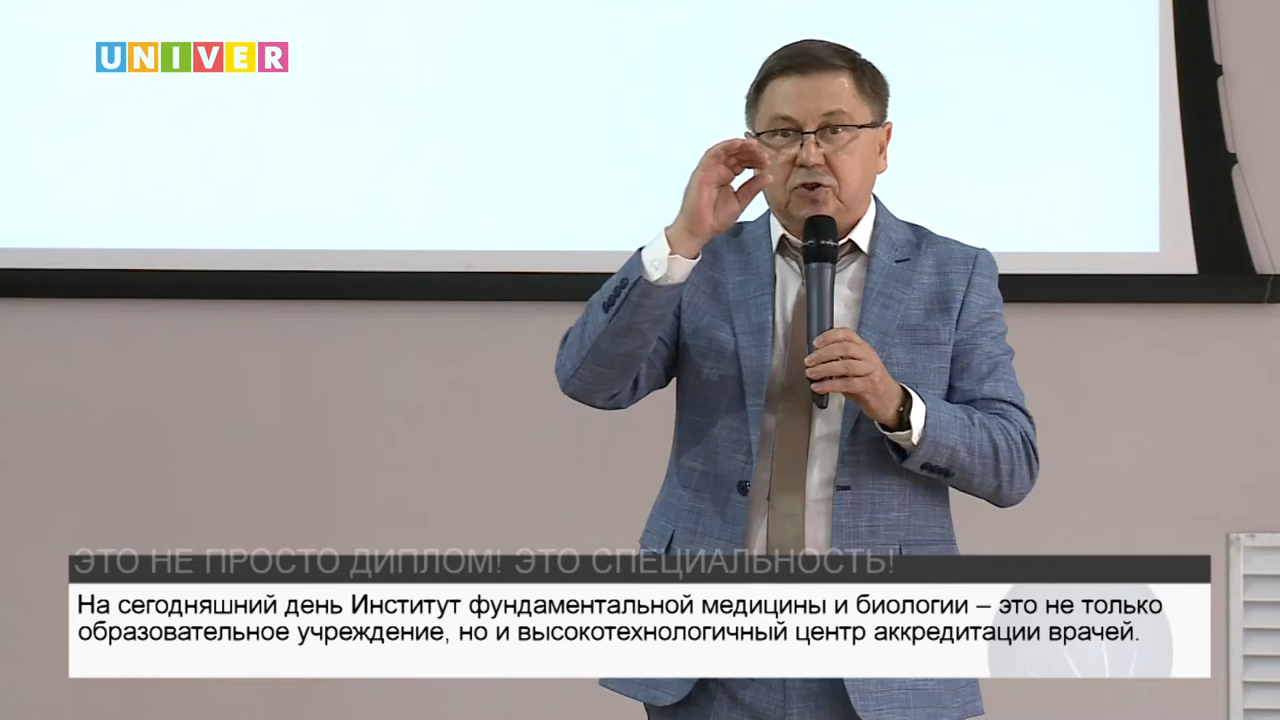 UNIVER
ЭТО НЕ ПРОСТО ДИПЛОМ! ЭТО СПЕЦИАЛЬНОСТЬ!
На сегодняшний день Институт фундаментальной медицины и биологии – это не только
образовательное учреждение, но и высокотехнологичный центр аккредитации врачей.